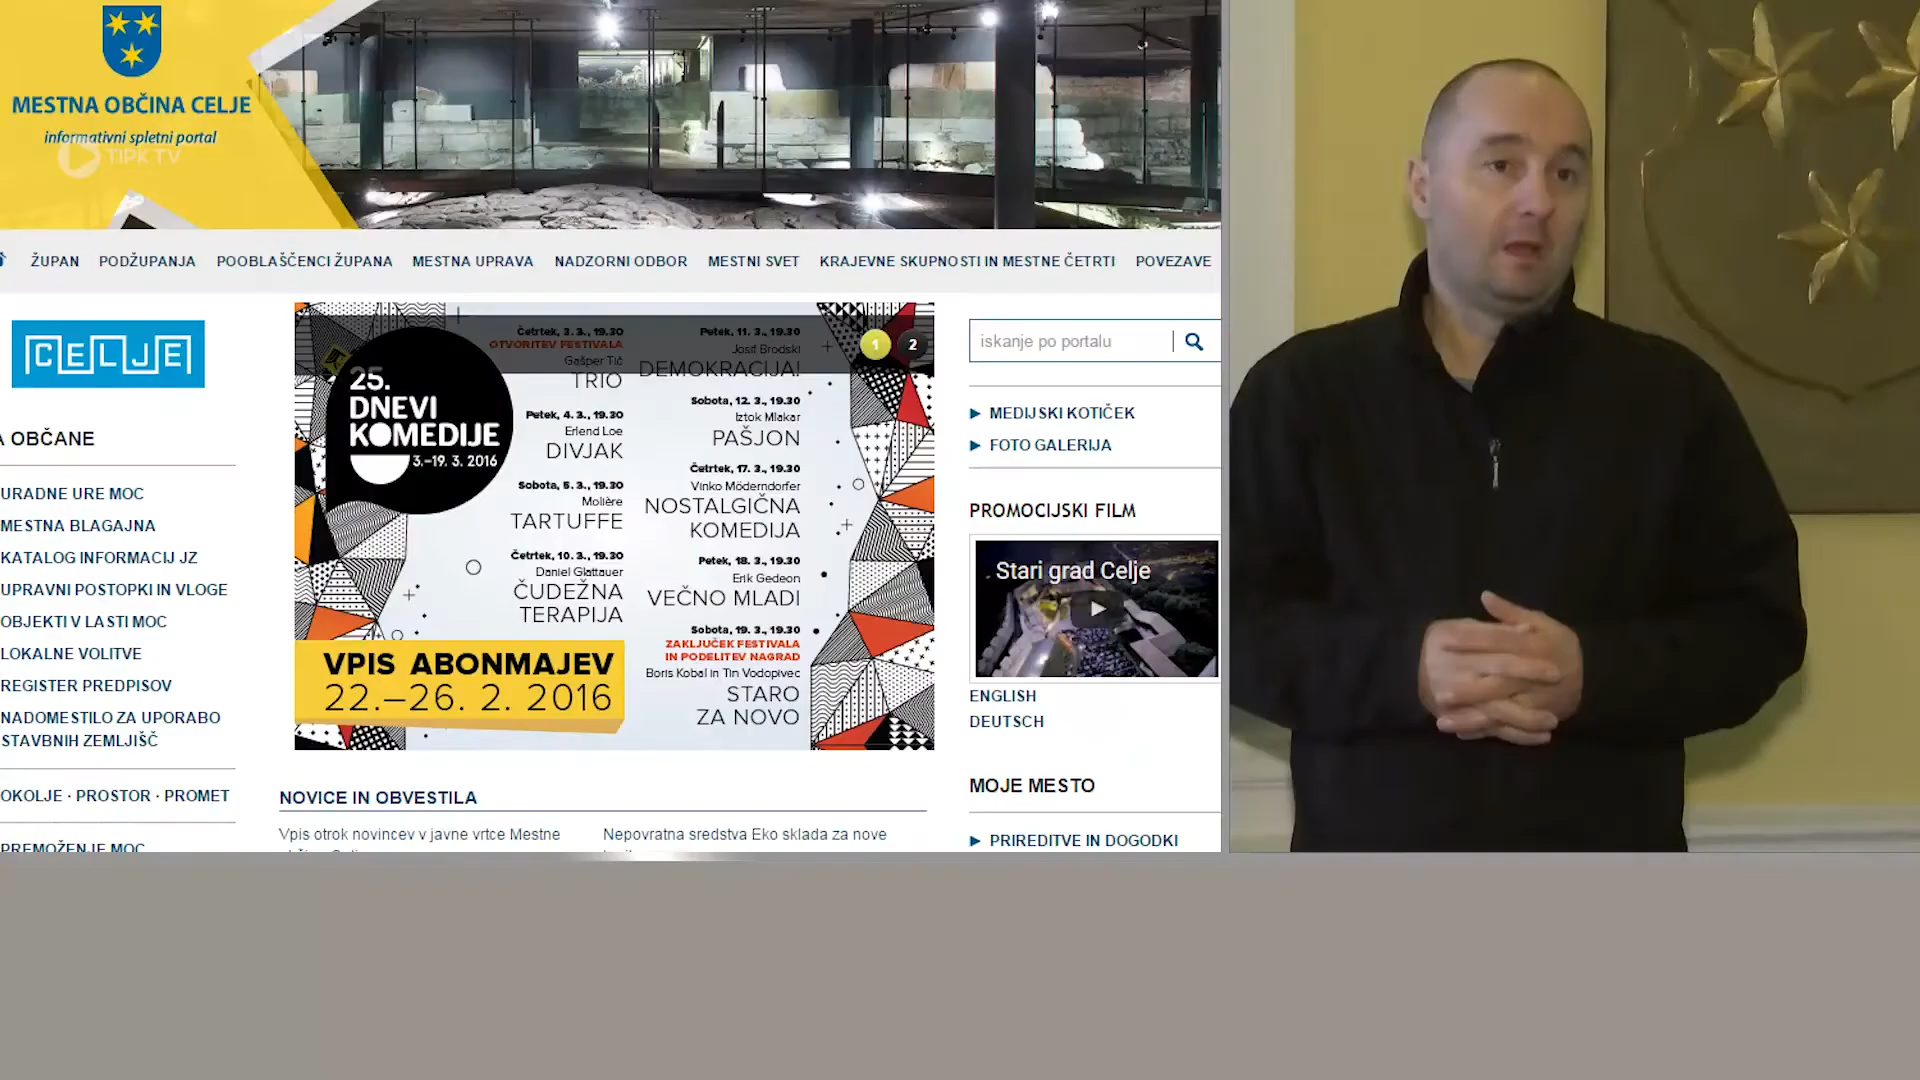 MESTNA OBČINA CELJE
informativni spletni portal
TIPK TV
ŽUPAN PODŽUPANJA POOBLAŠČENCI ŽUPANA MESTNA UPRAVA NADZORNI ODBOR MESTNI SVET KRAJEVNE SKUPNOSTI IN MESTNE ČETRTI POVEZAVE
CELJE
A OBČANE
URADNE URE MOC
MESTNA BLAGAJNA
KATALOG INFORMACIJ JZ
UPRAVNI POSTOPKI IN VLOGE
OBJEKTI V LASTI MOC
LOKALNE VOLITVE
REGISTER PREDPISOV
NADOMESTILO ZA UPORABO
STAVBNIH ZEMLJIŠČ
OKOLJE · PROSTOR · PROMET
PREMOŽENJE MOC
25.
DNEVI
KOMEDIJE
3.–19. 3. 2016
Četrtek, 3. 3., 19.30
OTVORITEV FESTIVALA
Gašper Tič
TRIO
Petek, 4. 3., 19.30
Erlend Loe
DIVJAK
Sobota, 5. 3., 19.30
Molière
TARTUFFE
Četrtek, 10. 3., 19.30
Daniel Glattauer
ČUDEŽNA
TERAPIJA
VPIS ABONMAJEV
22.–26. 2. 2016
Petek, 11. 3., 19.30
Josif Brodski
DEMOKRACIJA!
Sobota, 12. 3., 19.30
Iztok Mlakar
PAŠJON
Četrtek, 17. 3., 19.30
Vinko Möderndorfer
NOSTALGIČNA
KOMEDIJA
Petek, 18. 3., 19.30
Erik Gedeon
VEČNO MLADI
Sobota, 19. 3., 19.30
ZAKLJUČEK FESTIVALA
IN PODELITEV NAGRAD
Boris Kobal in Tin Vodopivec
STARO
ZA NOVO
1 2
NOVICE IN OBVESTILA
Vpis otrok novincev v javne vrtce Mestne
Nepovratna sredstva Eko sklada za nove
iskanje po portalu
MEDIJSKI KOTIČEK
FOTO GALERIJA
PROMOCIJSKI FILM
Stari grad Celje
ENGLISH
DEUTSCH
MOJE MESTO
PRIREDITVE IN DOGODKI